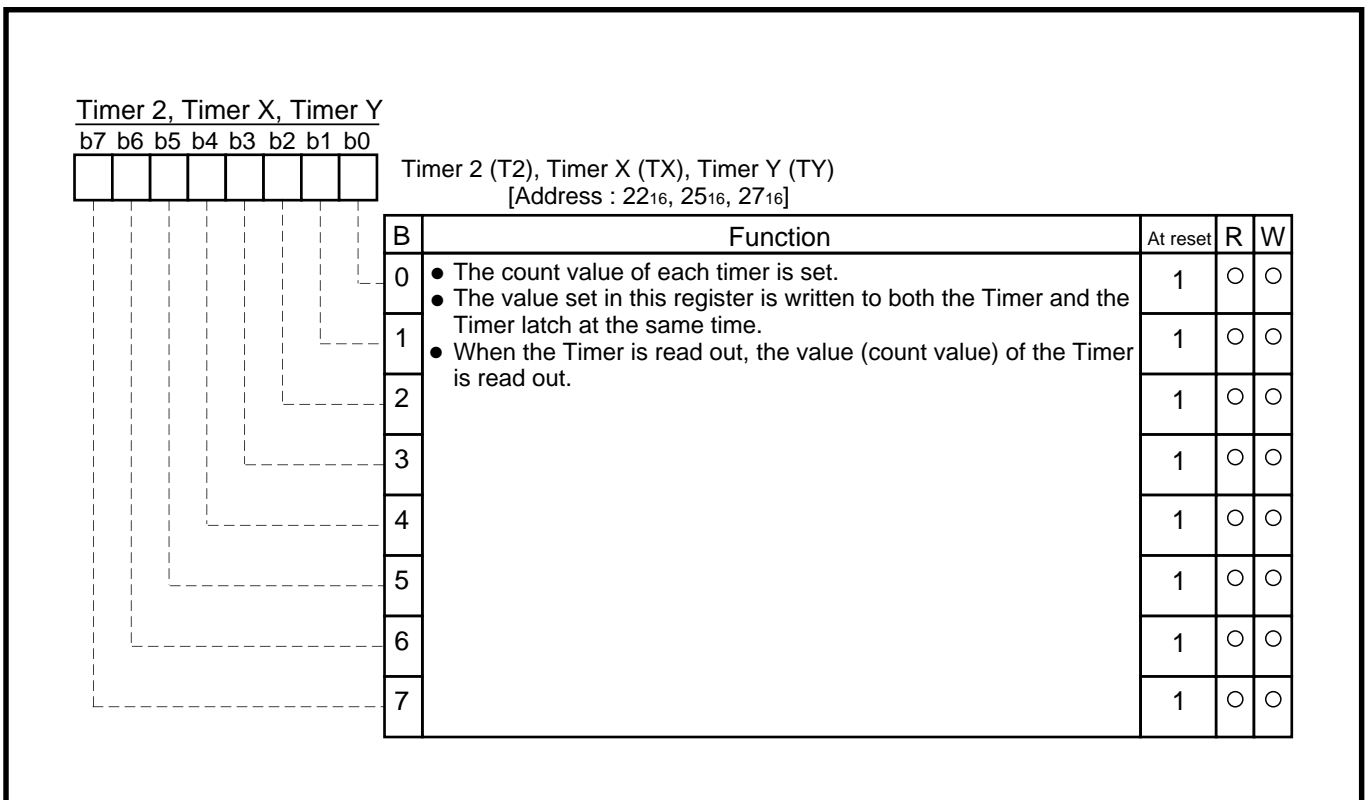 Timer 2, Timer X, Timer Y
b7 b6 b5 b4 b3 b2 b1 b0
Timer 2 (T2), Timer X (TX), Timer Y (TY)
[Address : 22₁₆, 25₁₆, 27₁₆]
B Function At reset R W
0 ● The count value of each timer is set. 1 ○ ○
● The value set in this register is written to both the Timer and the
Timer latch at the same time.
1 1 ○ ○
● When the Timer is read out, the value (count value) of the Timer
is read out.
2 1 ○ ○
3 1 ○ ○
4 1 ○ ○
5 1 ○ ○
6 1 ○ ○
7 1 ○ ○